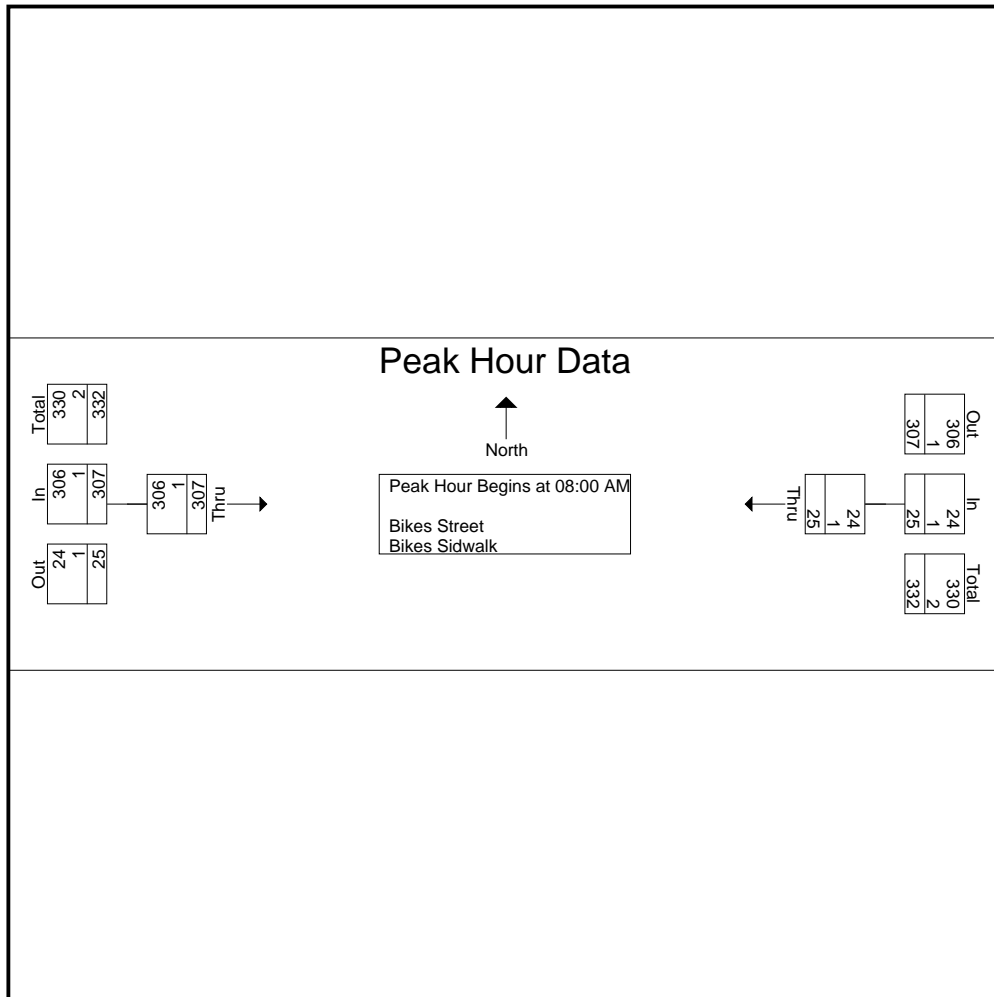 Peak Hour Data
North
Peak Hour Begins at 08:00 AM
Bikes Street
Bikes Sidwalk
Total
330
2
332
In
306
1
307
Out
24
1
25
306
1
307
Thru
Out
306
1
307
In
24
1
25
Total
330
2
332
24
1
25
Thru